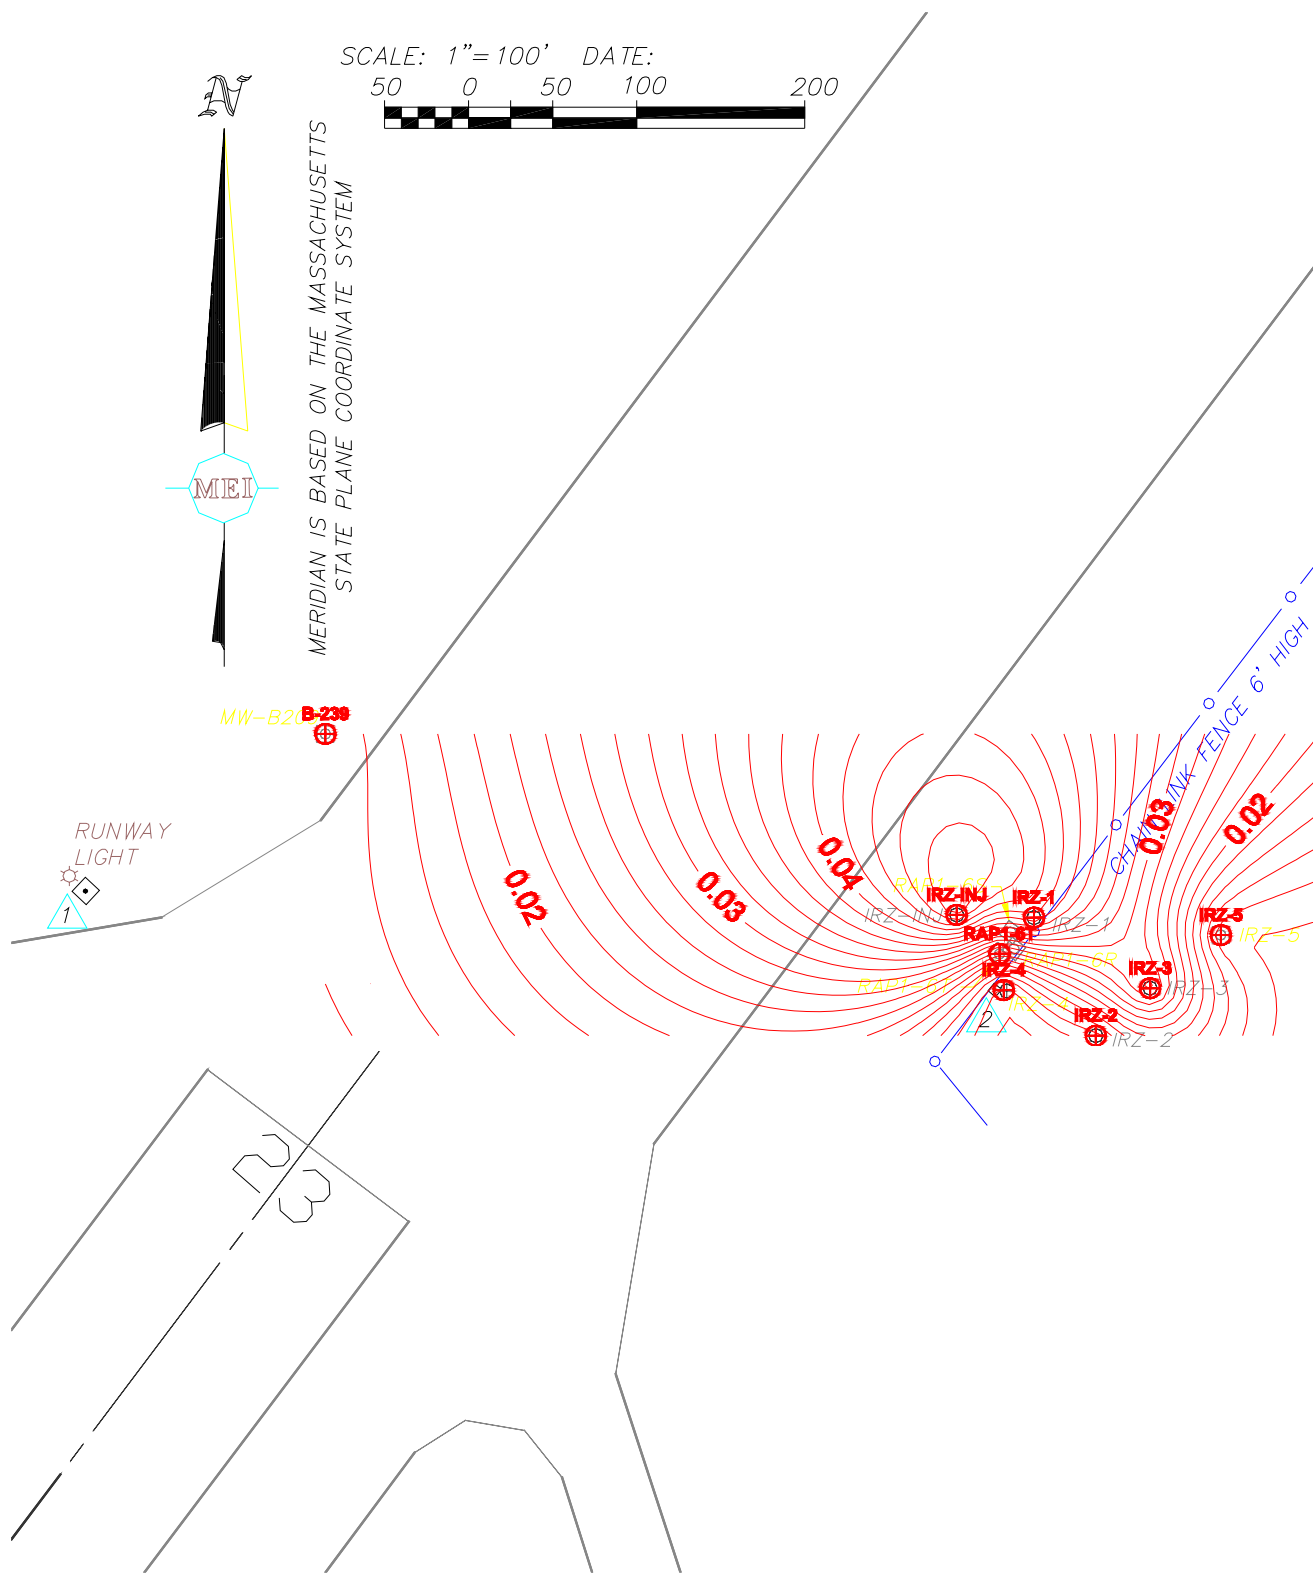 SCALE: 1"=100' DATE:
50 0 50 100 200
N
MERIDIAN IS BASED ON THE MASSACHUSETTS
STATE PLANE COORDINATE SYSTEM
MEI
CHAIN LINK FENCE 6' HIGH
B-239
RUNWAY
LIGHT
1
0.02
0.03
0.04
0.03
0.02
IRZ-INJ
IRZ-INJ
IRZ-1
IRZ-1
RAP1-6T
IRZ-5
IRZ-5
IRZ-4
IRZ-3
IRZ-3
IRZ-2
IRZ-2
2
23